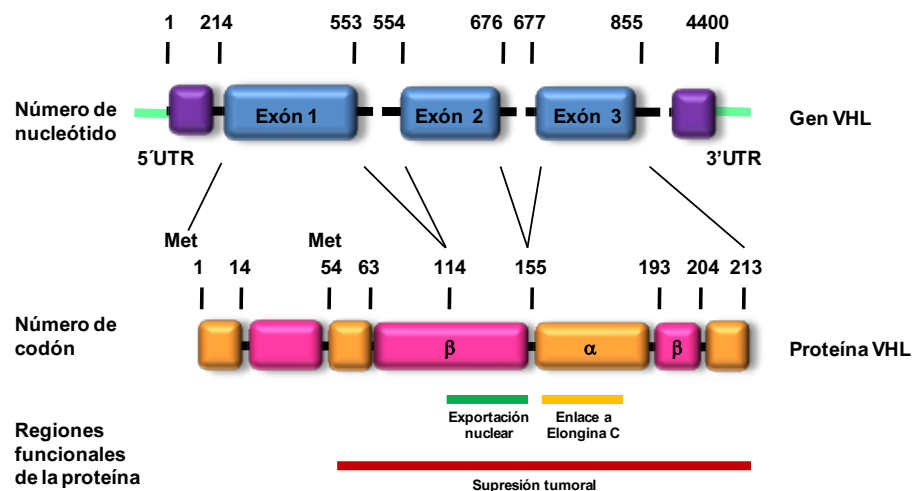 1 214 553 554 676 677 855 4400
Número de
nucleótido
Exón 1 Exón 2 Exón 3
Gen VHL
5´UTR 3’UTR
Met Met
1 14 54 63 114 155 193 204 213
Número de
codón
β α β
Proteína VHL
Exportación
nuclear
Enlace a
Elongina C
Regiones
funcionales
de la proteína
Supresión tumoral